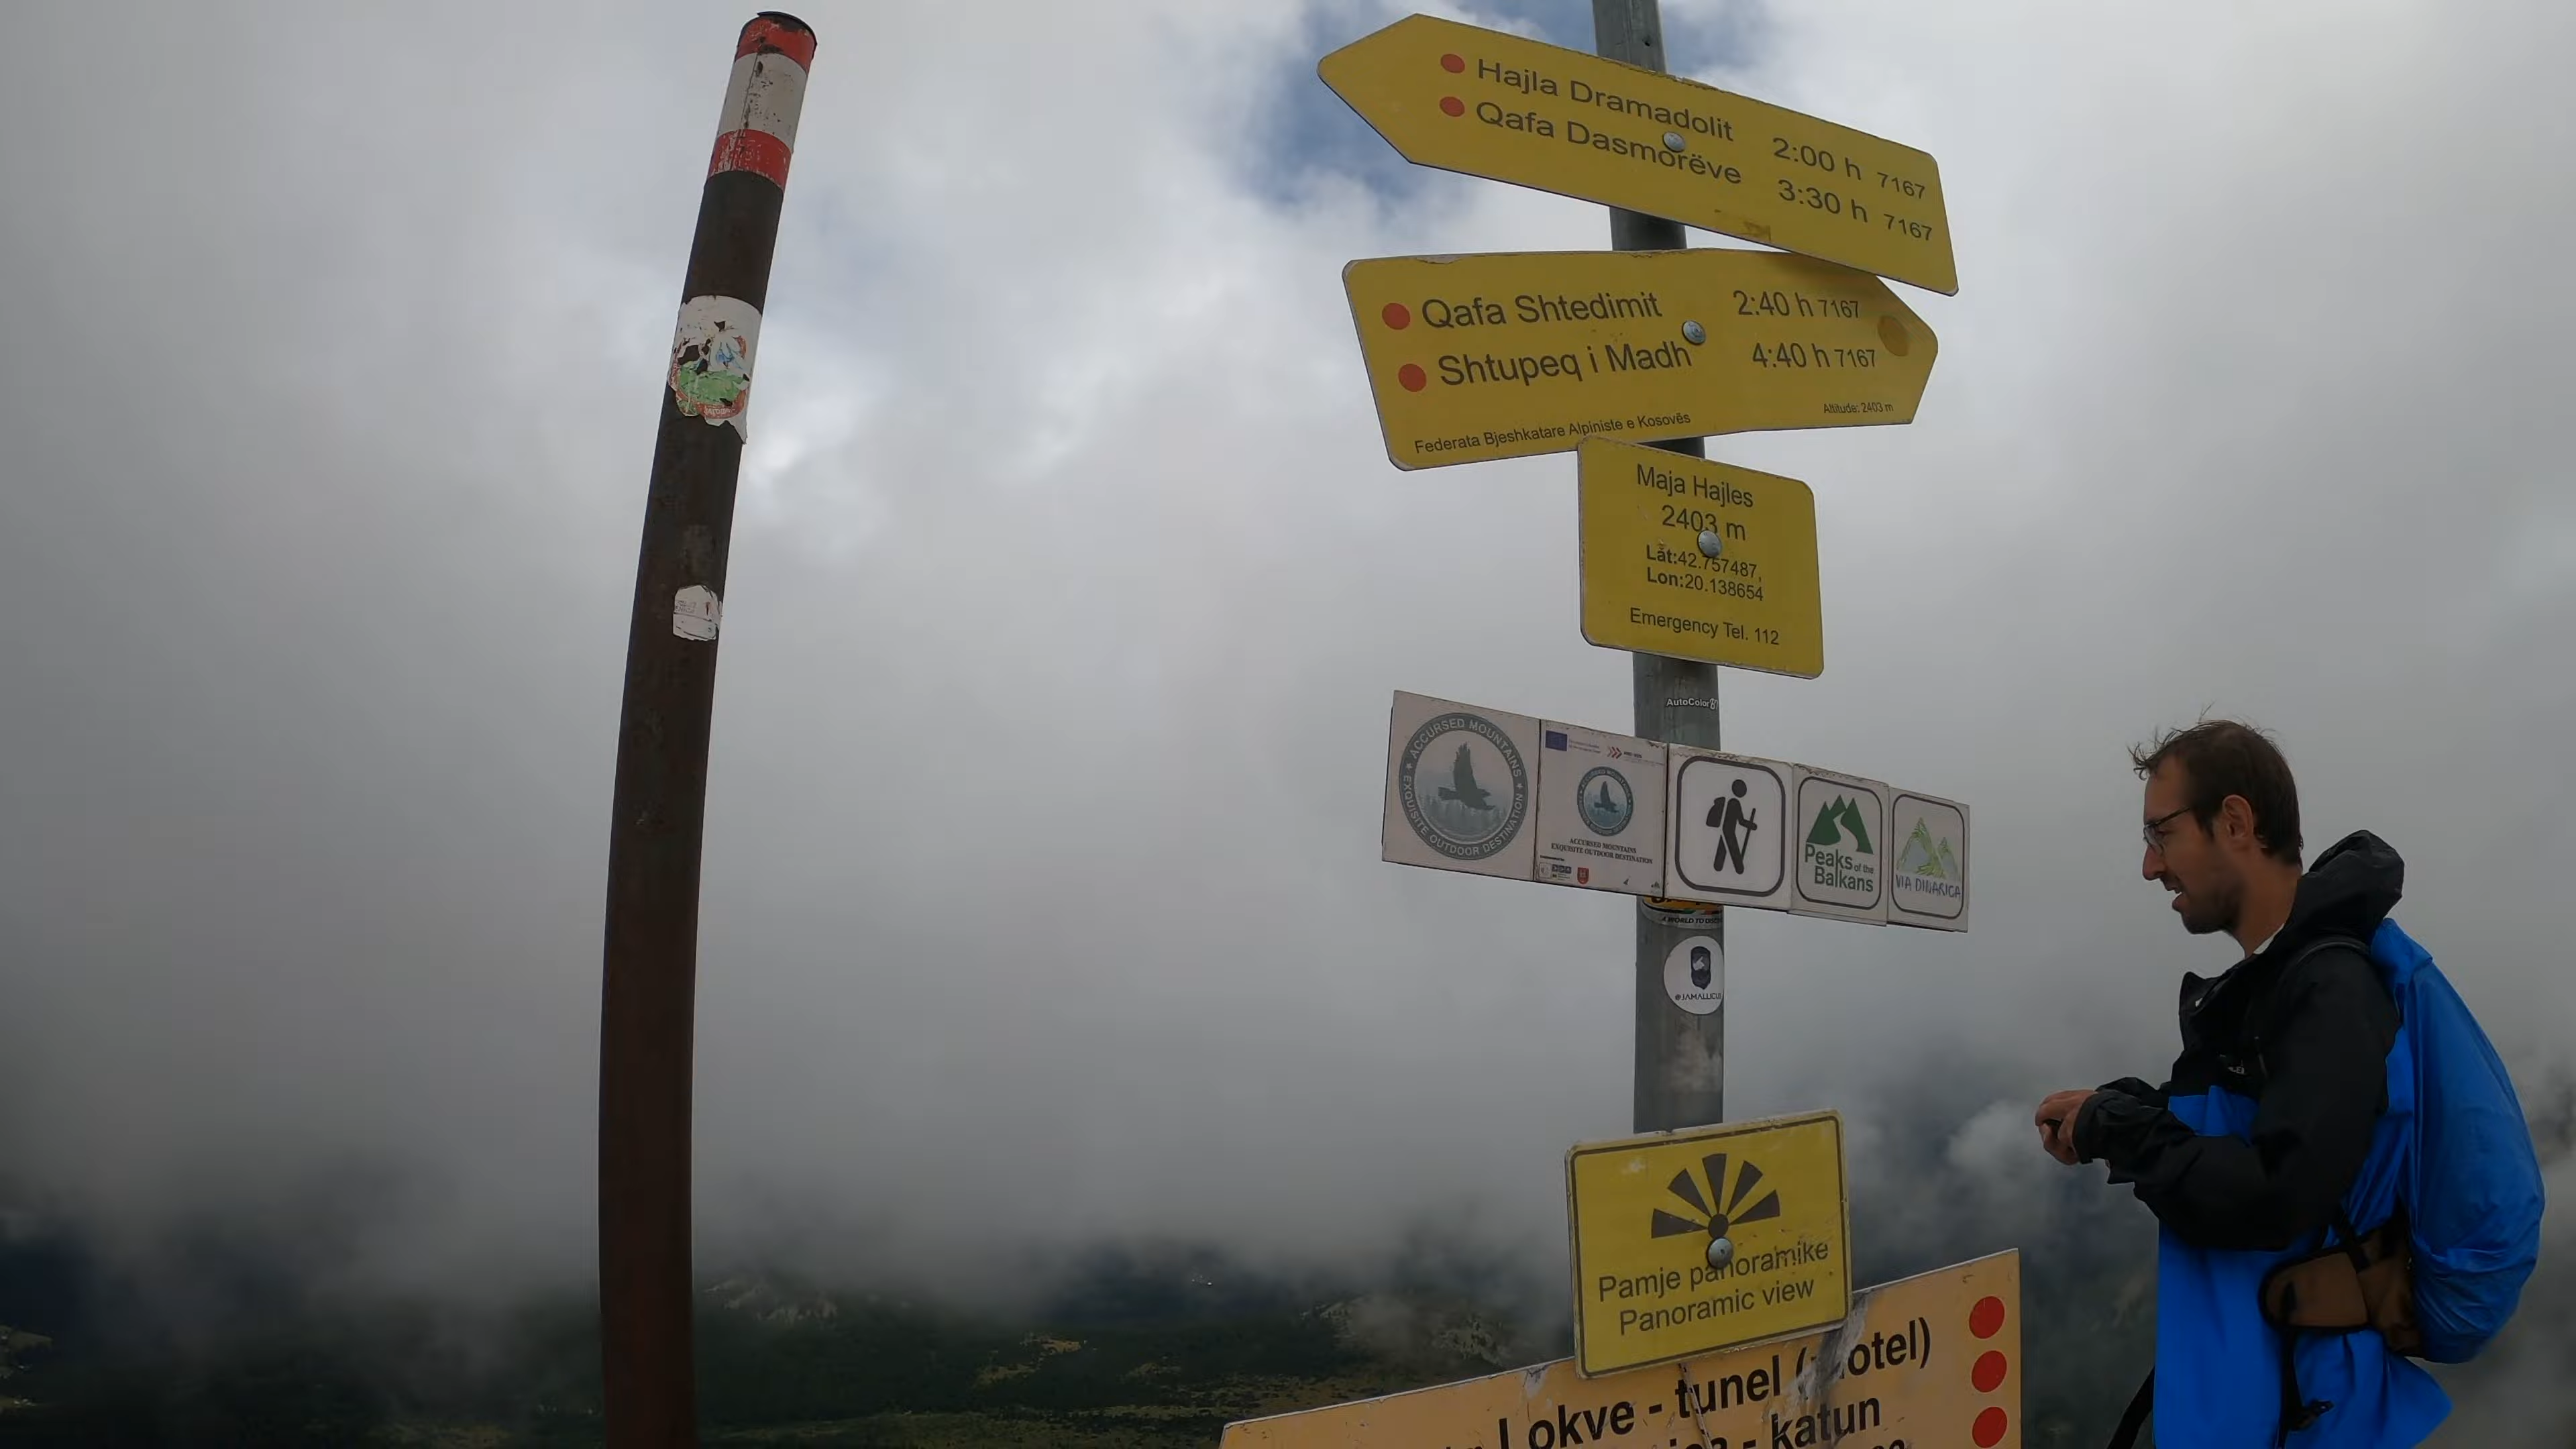 Hajla Dramadolit 2:00 h 7167
Qafa Dasmorëve 3:30 h 7167
Qafa Shtedimit 2:40 h 7167
Shtupeq i Madh 4:40 h 7167
Altitude: 2403 m
Federata Bjeshkatare Alpiniste e Kosovës
Maja Hajles
2403 m
Lat:42.757487,
Lon:20.138654
Emergency Tel. 112
AutoColor
ACCURSED MOUNTAINS
EXQUISITE OUTDOOR DESTINATION
ACCURSED MOUNTAINS
EXQUISITE OUTDOOR DESTINATION
Peaks of the
Balkans
VIA DINARICA
A WORLD TO
@JAMALLICU
Pamje panoramike
Panoramic view
Lokve - tunel
- katun